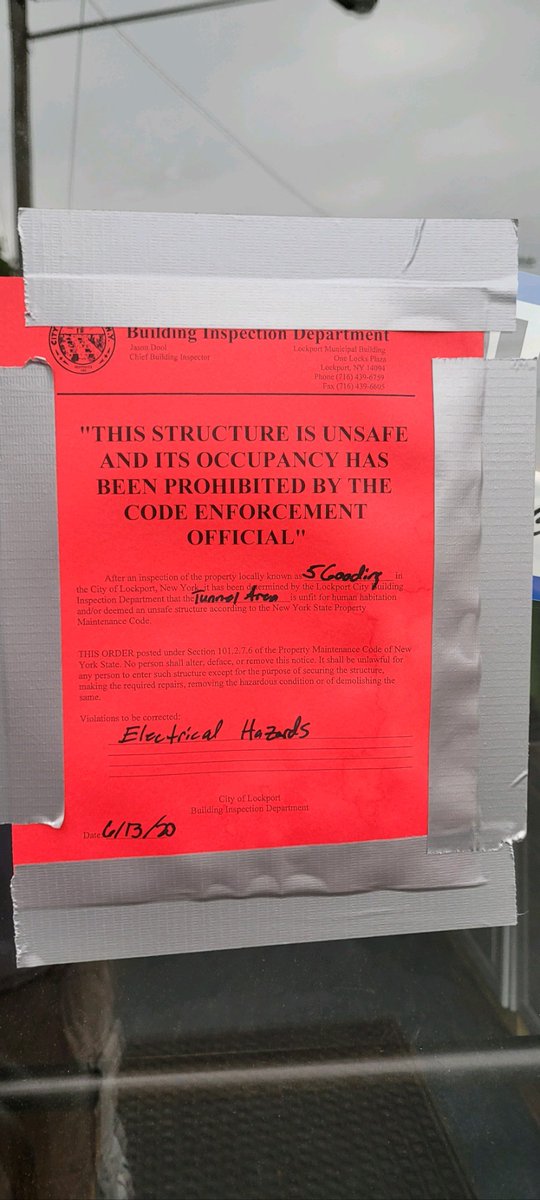 Building Inspection Department
Jason Dool
Chief Building Inspector
Lockport Municipal Building
One Locks Plaza
Lockport, NY 14094
Phone (716) 439-6759
Fax (716) 439-6605
"THIS STRUCTURE IS UNSAFE
AND ITS OCCUPANCY HAS
BEEN PROHIBITED BY THE
CODE ENFORCEMENT
OFFICIAL"
After an inspection of the property locally known as 5 Gooding in
the City of Lockport, New York, it has been determined by the Lockport City Building
Inspection Department that the Tunnel Area is unfit for human habitation
and/or deemed an unsafe structure according to the New York State Property
Maintenance Code.
THIS ORDER posted under Section 101.2.7.6 of the Property Maintenance Code of New
York State. No person shall alter, deface, or remove this notice. It shall be unlawful for
any person to enter such structure except for the purpose of securing the structure,
making the required repairs, removing the hazardous condition or of demolishing the
same.
Violations to be corrected:
Electrical Hazards
City of Lockport
Building Inspection Department
Date: 6/13/